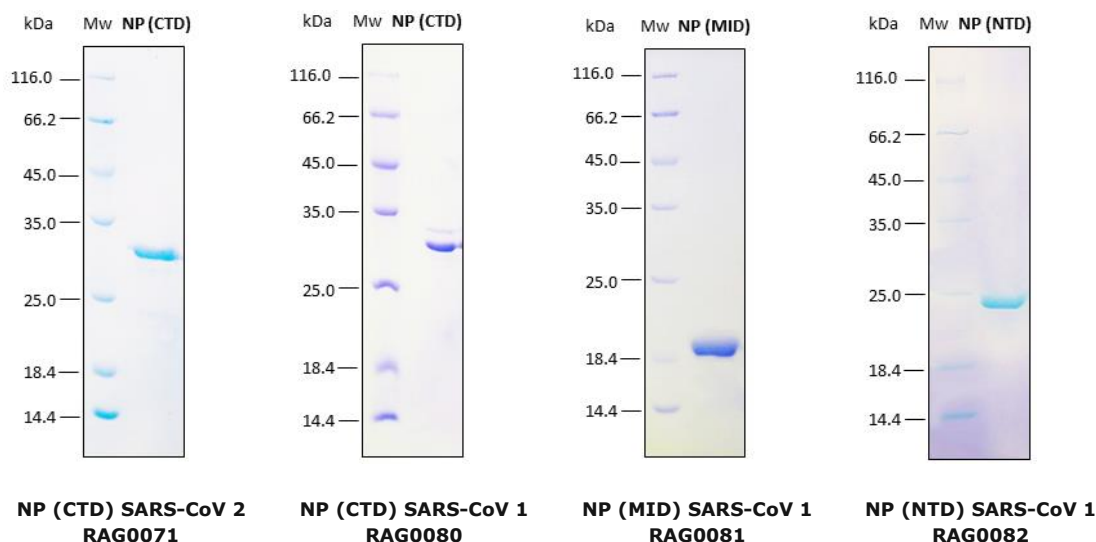 kDa Mw NP (CTD)
116.0
66.2
45.0
35.0
25.0
18.4
14.4
NP (CTD) SARS-CoV 2
RAG0071
kDa Mw NP (CTD)
116.0
66.2
45.0
35.0
25.0
18.4
14.4
NP (CTD) SARS-CoV 1
RAG0080
kDa Mw NP (MID)
116.0
66.2
45.0
35.0
25.0
18.4
14.4
NP (MID) SARS-CoV 1
RAG0081
kDa Mw NP (NTD)
116.0
66.2
45.0
35.0
25.0
18.4
14.4
NP (NTD) SARS-CoV 1
RAG0082